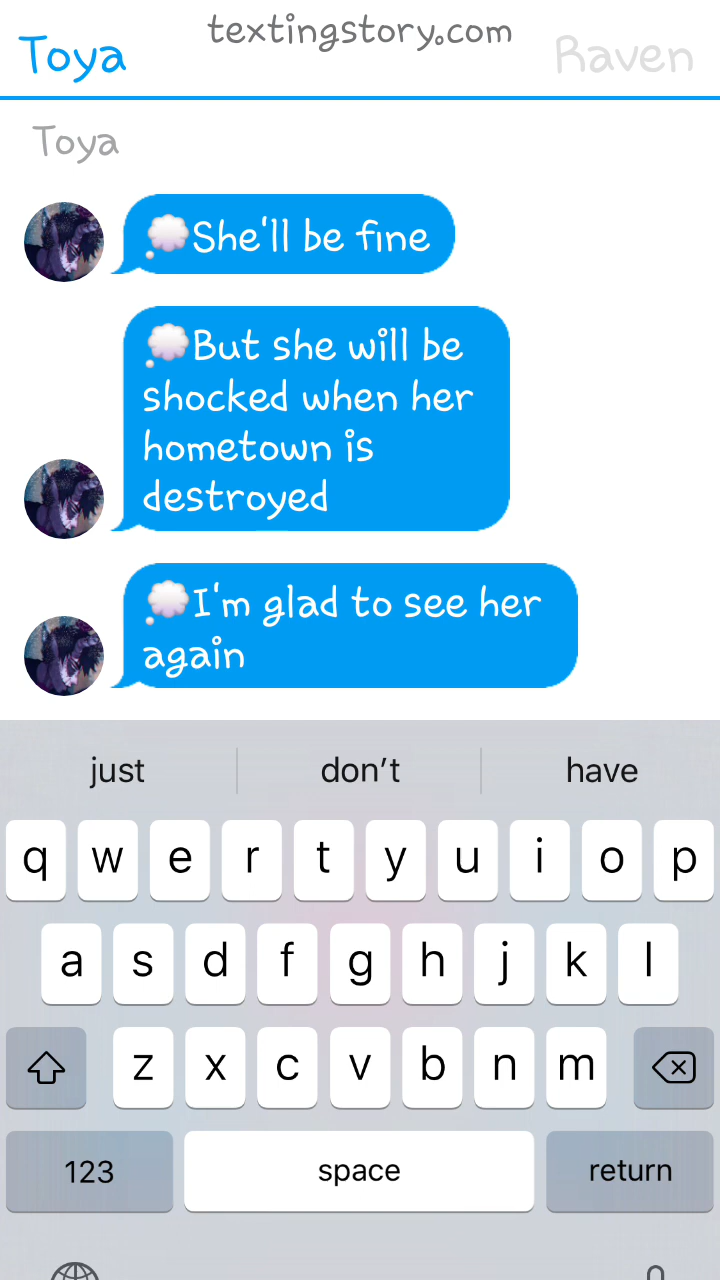 textingstory.com
Toya
Raven
Toya
💭She'll be fine
💭But she will be
shocked when her
hometown is
destroyed
💭I'm glad to see her
again
just don't have
q w e r t y u i o p
a s d f g h j k l
z x c v b n m
123 space return